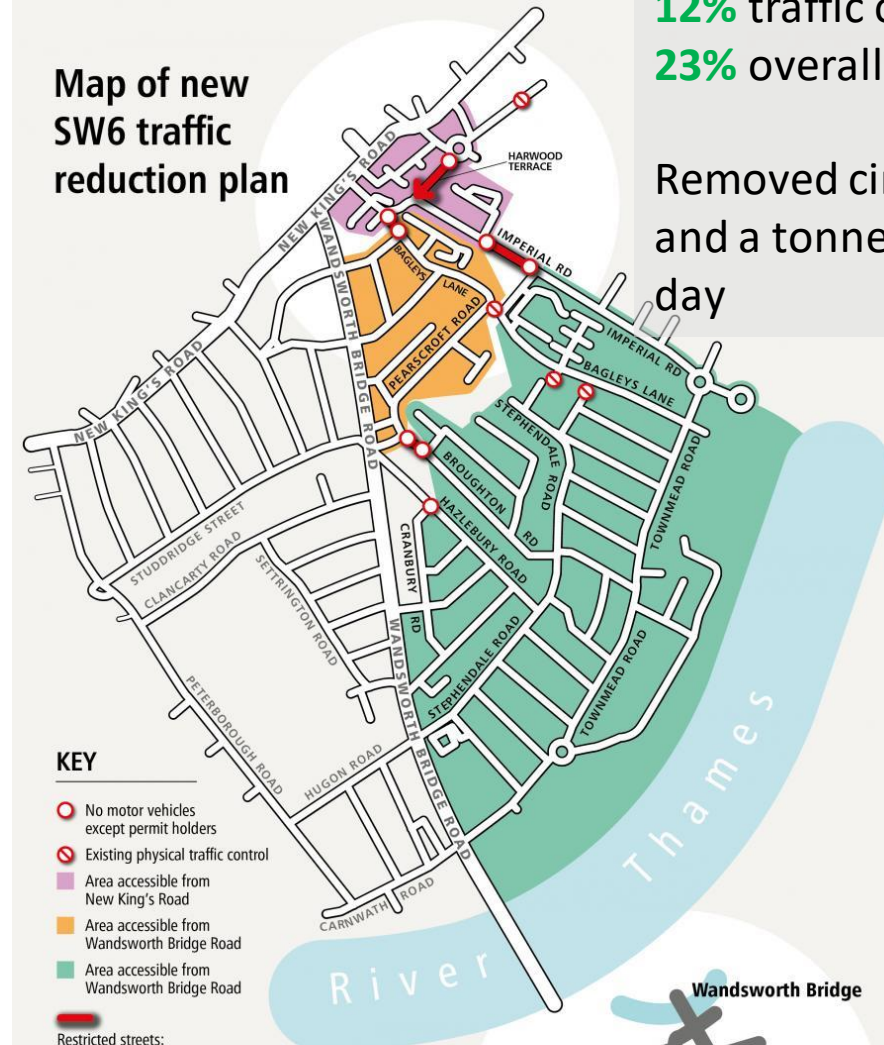 12% traffic
23% overall
Map of new
SW6 traffic
reduction plan
Removed
and a tonne
day
HARWOOD
TERRACE
NEW KING'S ROAD
WANDSWORTH BRIDGE ROAD
IMPERIAL RD
BAGLEYS
LANE
PEARSCROFT ROAD
IMPERIAL RD
BAGLEYS LANE
NEW KING'S ROAD
STEPHENDALE
ROAD
BROUGHTON
RD
TOWNMEAD ROAD
HAZLEBURY ROAD
STUDDRIDGE STREET
CLANCARTY ROAD
SETTRINGTON ROAD
CRANBURY
RD
WANDSWORTH BRIDGE ROAD
STEPHENDALE ROAD
TOWNMEAD ROAD
PETERBOROUGH ROAD
HUGON ROAD
CARNWATH ROAD
River Thames
Wandsworth Bridge
KEY
No motor vehicles
except permit holders
Existing physical traffic control
Area accessible from
New King's Road
Area accessible from
Wandsworth Bridge Road
Area accessible from
Wandsworth Bridge Road
Restricted streets: